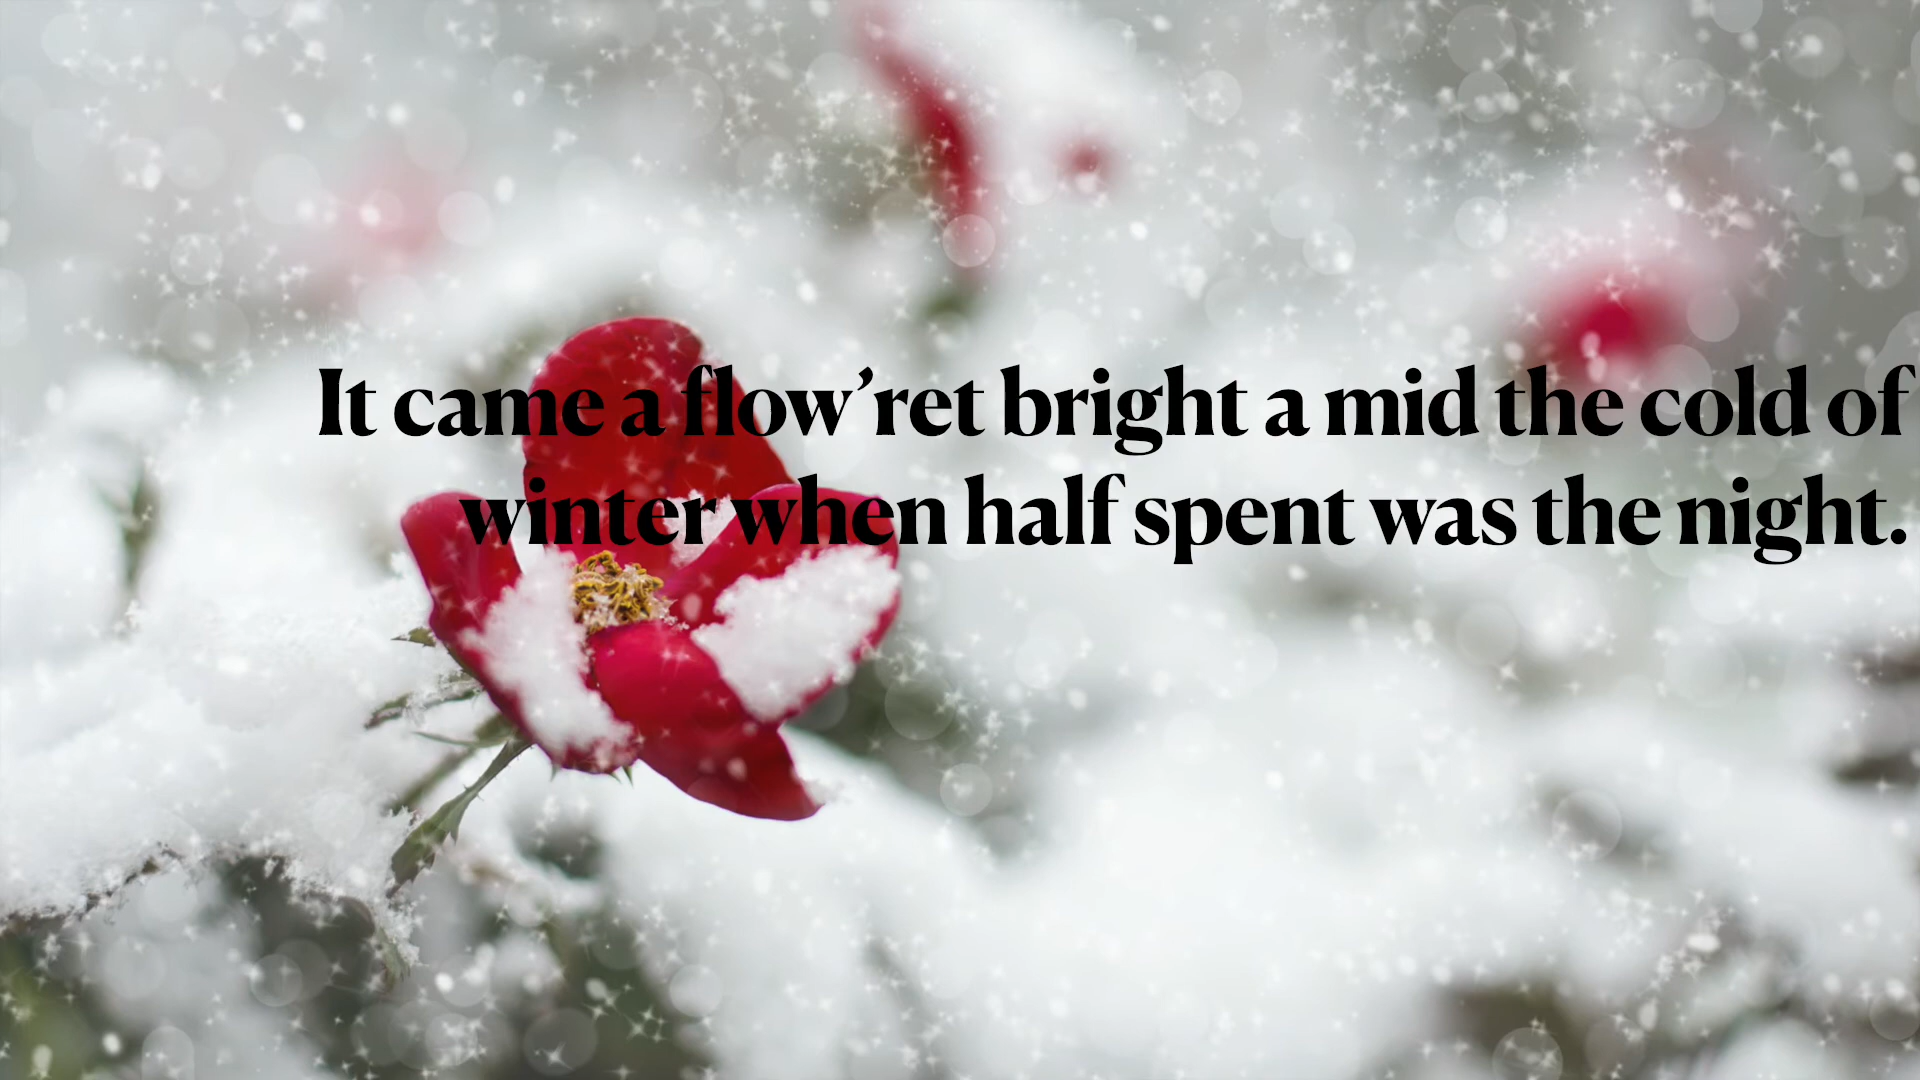 It came a flow’ret bright a mid the cold of
winter when half spent was the night.